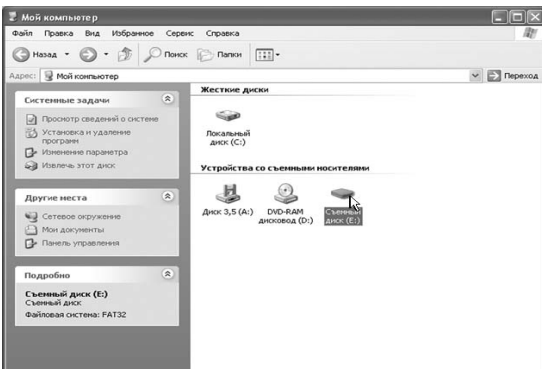 Мой компьютер
Файл Правка Вид Избранное Сервис Справка
Назад Поиск Папки
Адрес: Мой компьютер Переход
Системные задачи
Просмотр сведений о системе
Установка и удаление
программ
Изменение параметра
Извлечь этот диск
Другие места
Сетевое окружение
Мои документы
Панель управления
Подробно
Съемный диск (E:)
Съемный диск
Файловая система: FAT32
Жесткие диски
Локальный
диск (C:)
Устройства со съемными носителями
Диск 3,5 (A:)
DVD-RAM
дисковод (D:)
Съемный
диск (E:)